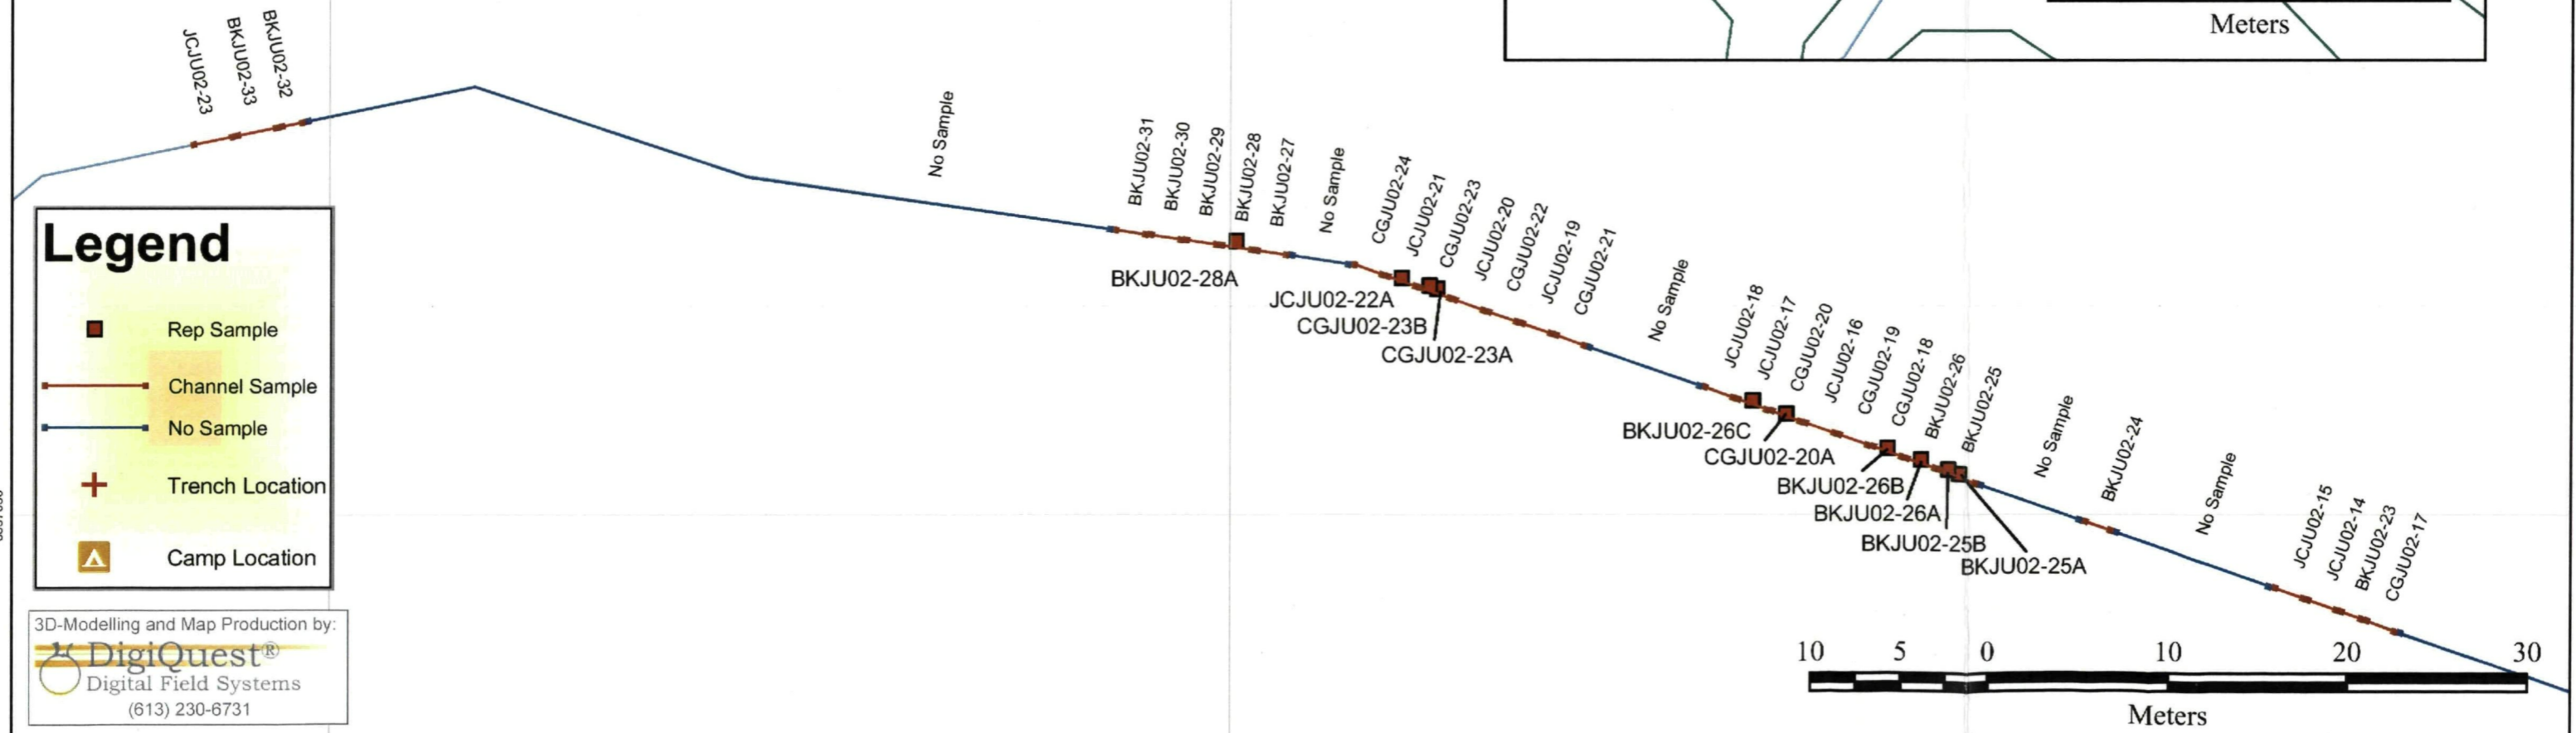 Meters
JCJU02-23
BKJU02-33
BKJU02-32
No Sample
BKJU02-31
BKJU02-30
BKJU02-29
BKJU02-28
BKJU02-27
No Sample
CGJU02-24
JCJU02-21
CGJU02-23
JCJU02-20
CGJU02-22
JCJU02-19
CGJU02-21
No Sample
JCJU02-18
JCJU02-17
CGJU02-20
JCJU02-16
CGJU02-19
CGJU02-18
BKJU02-26
BKJU02-25
No Sample
BKJU02-24
No Sample
JCJU02-15
JCJU02-14
BKJU02-23
CGJU02-17
BKJU02-28A
JCJU02-22A
CGJU02-23B
CGJU02-23A
BKJU02-26C
CGJU02-20A
BKJU02-26B
BKJU02-26A
BKJU02-25B
BKJU02-25A
Legend
Rep Sample
Channel Sample
No Sample
Trench Location
Camp Location
3D-Modelling and Map Production by:
DigiQuest®
Digital Field Systems
(613) 230-6731
10 5 0 10 20 30
Meters